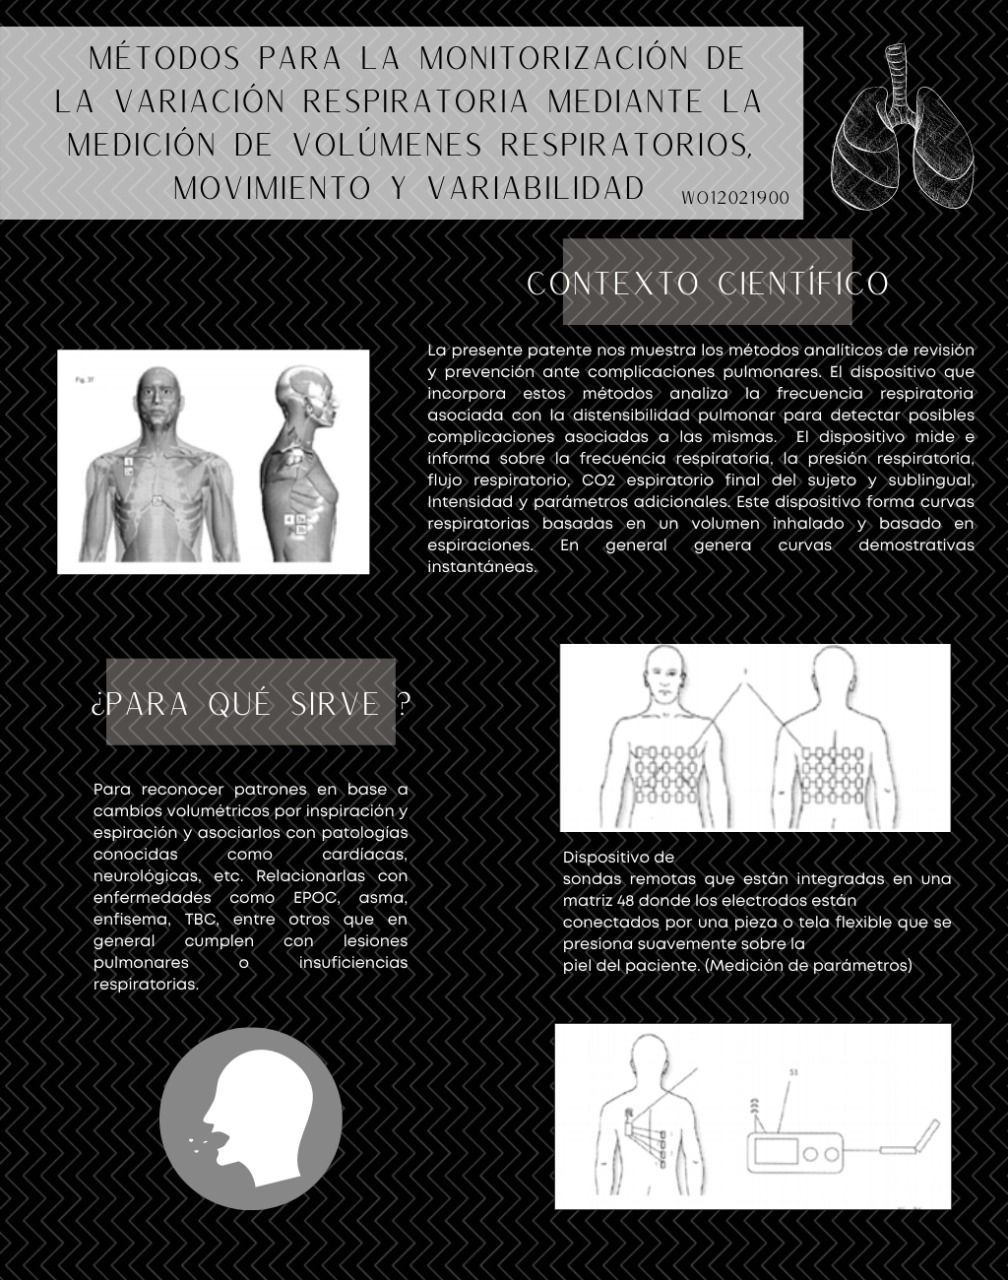 MÉTODOS PARA LA MONITORIZACIÓN DE
LA VARIACIÓN RESPIRATORIA MEDIANTE LA
MEDICIÓN DE VOLÚMENES RESPIRATORIOS,
MOVIMIENTO Y VARIABILIDAD
WO12021900
CONTEXTO CIENTÍFICO
La presente patente nos muestra los métodos analíticos de revisión
y prevención ante complicaciones pulmonares. El dispositivo que
incorpora estos métodos analiza la frecuencia respiratoria
asociada con la distensibilidad pulmonar para detectar posibles
complicaciones asociadas a las mismas. El dispositivo mide e
informa sobre la frecuencia respiratoria, la presión respiratoria,
flujo respiratorio, CO2 espiratorio final del sujeto y sublingual,
Intensidad y parámetros adicionales. Este dispositivo forma curvas
respiratorias basadas en un volumen inhalado y basado en
espiraciones. En general genera curvas demostrativas
instantáneas.
¿PARA QUÉ SIRVE ?
Para reconocer patrones en base a
cambios volumétricos por inspiración y
espiración y asociarlos con patologías
conocidas como cardíacas,
neurológicas, etc. Relacionarlas con
enfermedades como EPOC, asma,
enfisema, TBC, entre otros que en
general cumplen con lesiones
pulmonares o insuficiencias
respiratorias.
Dispositivo de
sondas remotas que están integradas en una
matriz 48 donde los electrodos están
conectados por una pieza o tela flexible que se
presiona suavemente sobre la
piel del paciente. (Medición de parámetros)